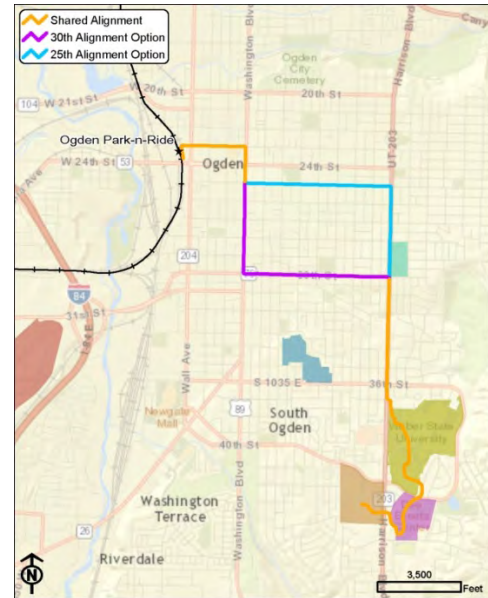 Shared Alignment
30th Alignment Option
25th Alignment Option
Ogden
City
Cemetery
Washington Blvd
Harrison Blvd
W 20th St
20th St
W 21st St
104
Ogden Park-n-Ride
UT 203
W 24th St
53
Ogden
24th St
204
84
31st St
Wall Ave
S 1035 E
36th St
Newgate
Mall
89
South
Ogden
Weber State
University
40th St
203
Washington
Terrace
Washington Blvd
Harrison
26
Riverdale
N
3,500
Feet